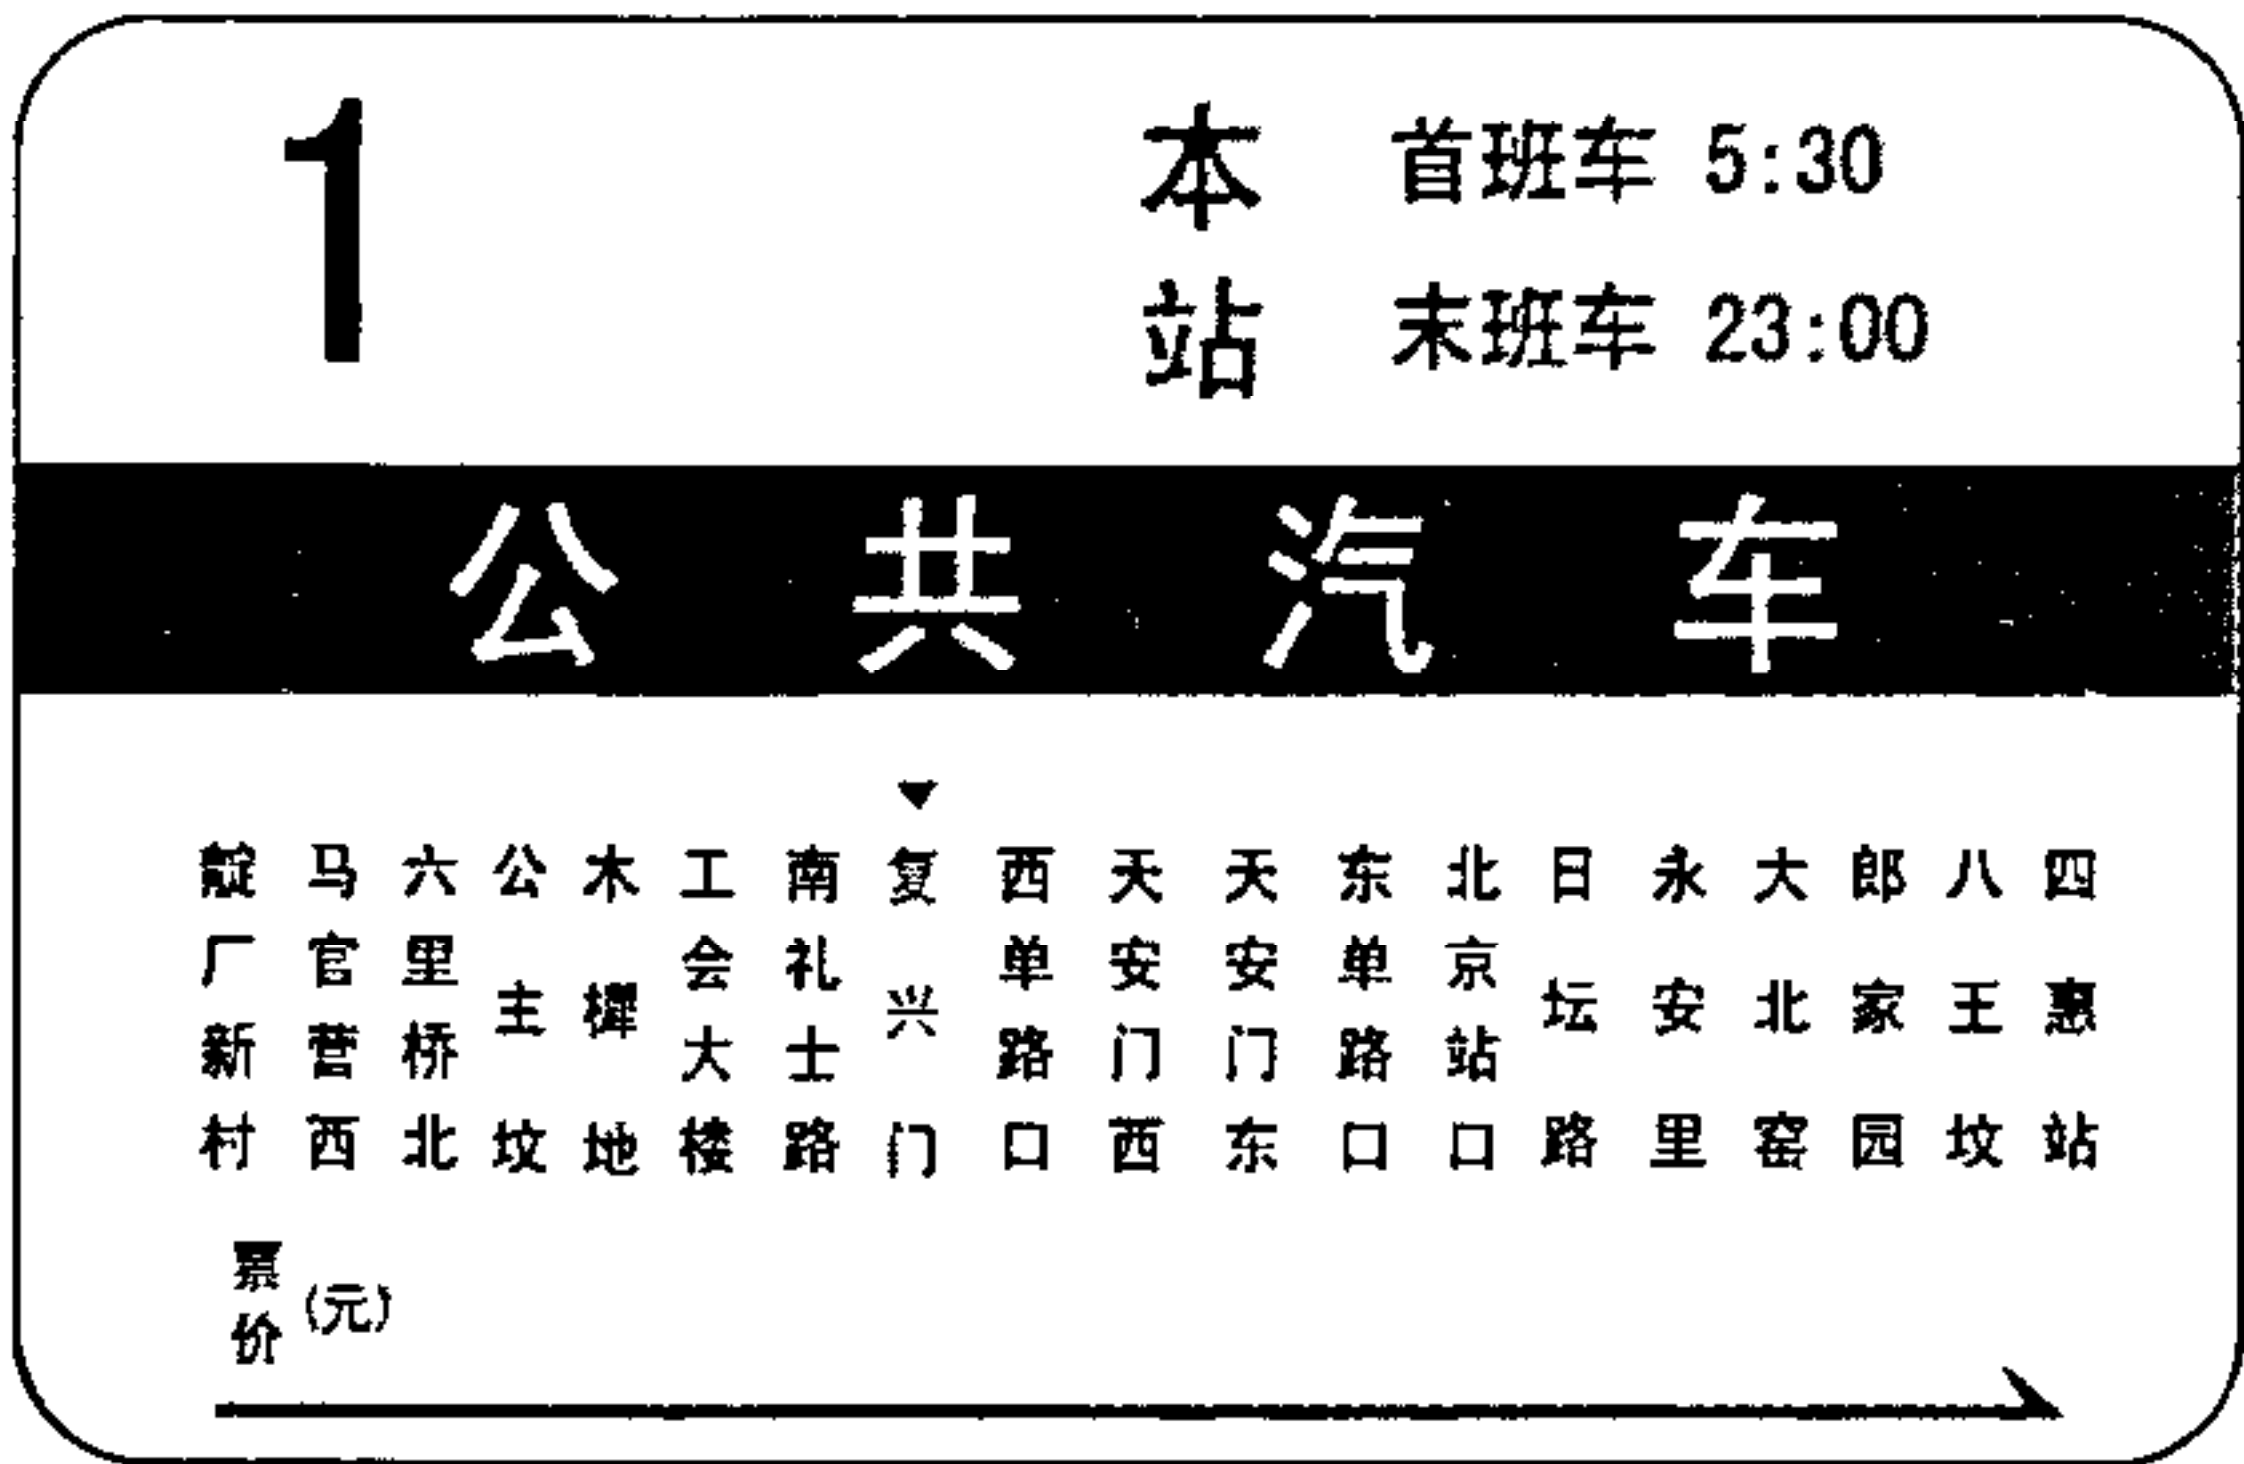 1
本站
首班车 5:30
末班车 23:00
公共汽车
靛厂新村
马官营西
六里桥北
公主坟
木樨地
工会大楼
南礼士路
复兴门
西单路口
天安门西
天安门东
东单路口
北京站口
日坛路
永安里
大北窑
郎家园
八王坟
四惠站
票价(元)